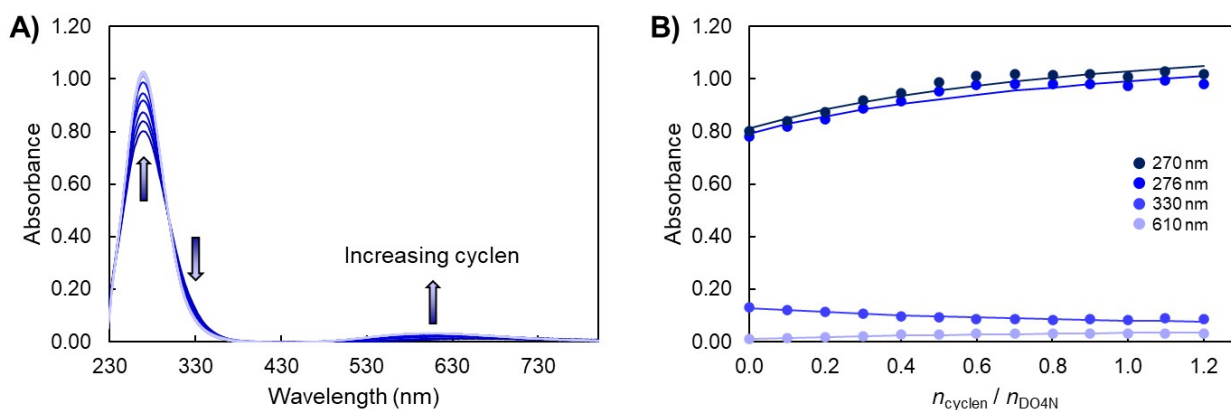 A)
1.20
1.00
0.80
0.60
0.40
0.20
0.00
Absorbance
Increasing cyclen
230 330 430 530 630 730
Wavelength (nm)
B)
1.20
1.00
0.80
0.60
0.40
0.20
0.00
Absorbance
270 nm
276 nm
330 nm
610 nm
0.0 0.2 0.4 0.6 0.8 1.0 1.2
ncyclen / nDO4N